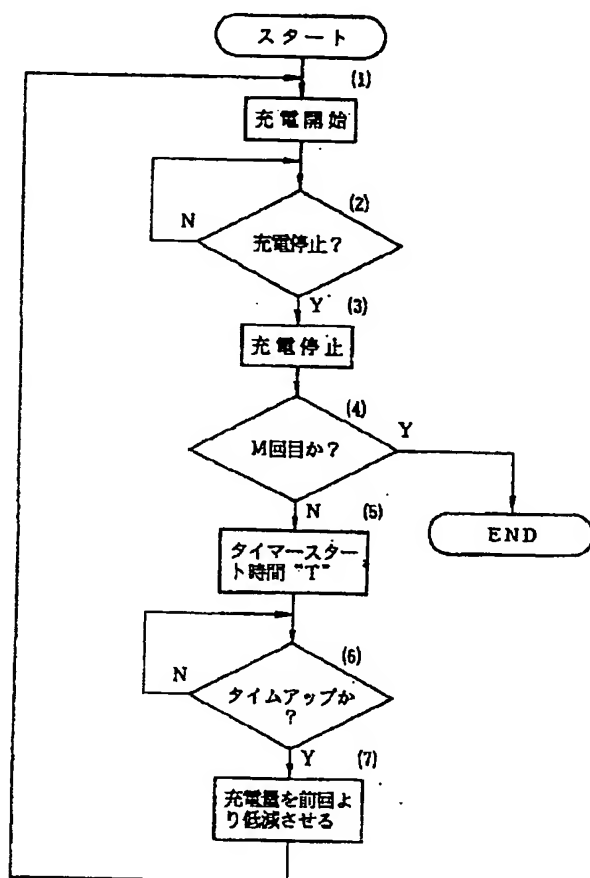 スタート
(1)
充電開始
(2)
N
充電停止?
Y
(3)
充電停止
(4)
M回目か?
Y
N
(5)
END
タイマースター
ト時間 "T"
(6)
N
タイムアップか
?
Y
(7)
充電量を前回よ
り低減させる